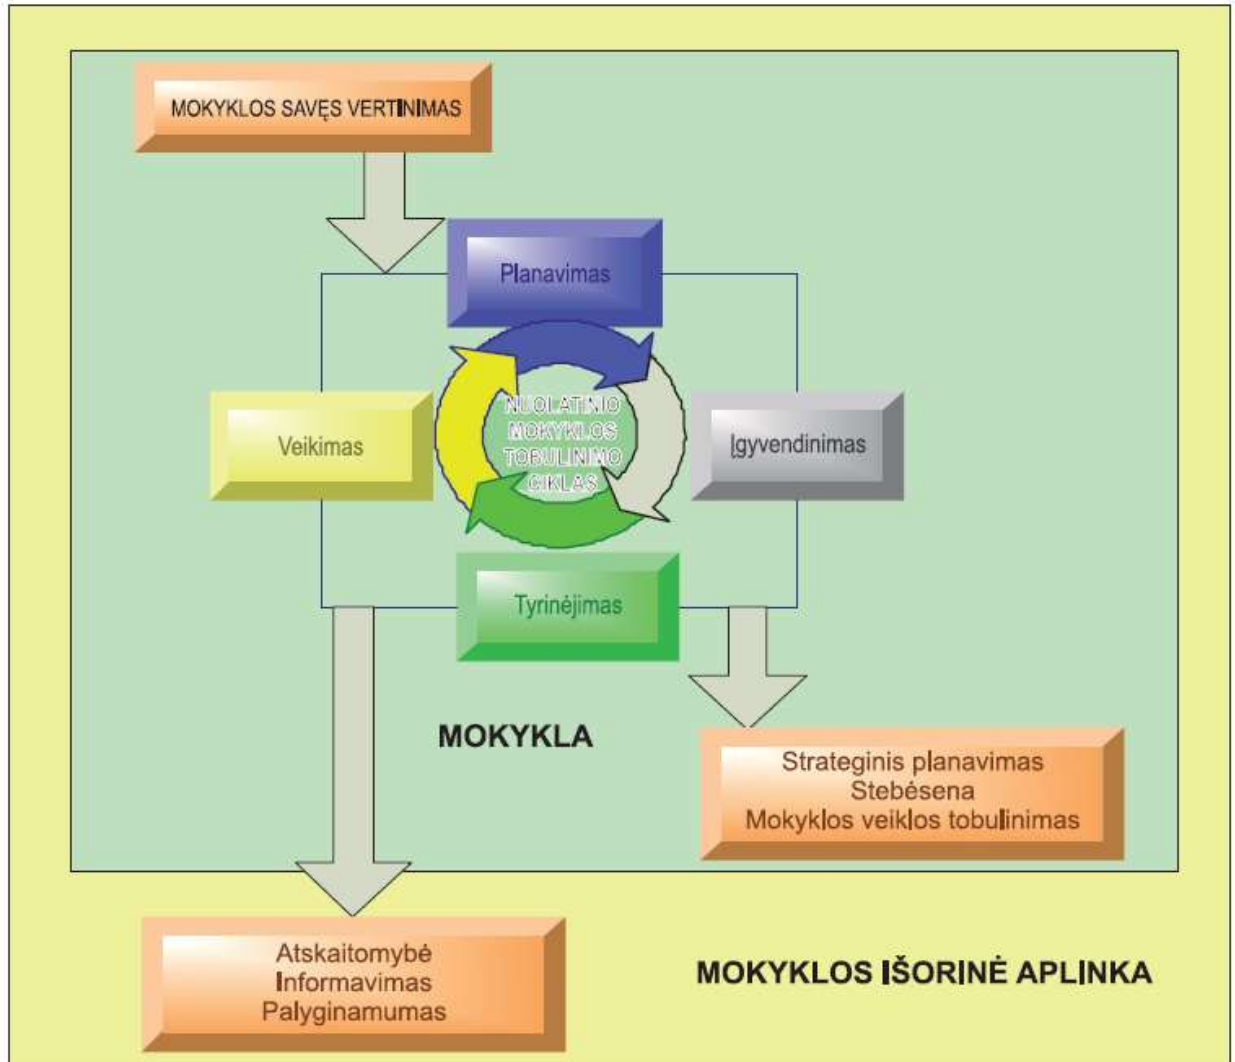 MOKYKLOS SAVĘS VERTINIMAS
Planavimas
NUOLATINIO
MOKYKLOS
TOBULINIMO
CIKLAS
Veikimas
Įgyvendinimas
Tyrinėjimas
MOKYKLA
Strateginis planavimas
Stebėsena
Mokyklos veiklos tobulinimas
Atskaitomybė
Informavimas
Palyginamumas
MOKYKLOS IŠORINĖ APLINKA